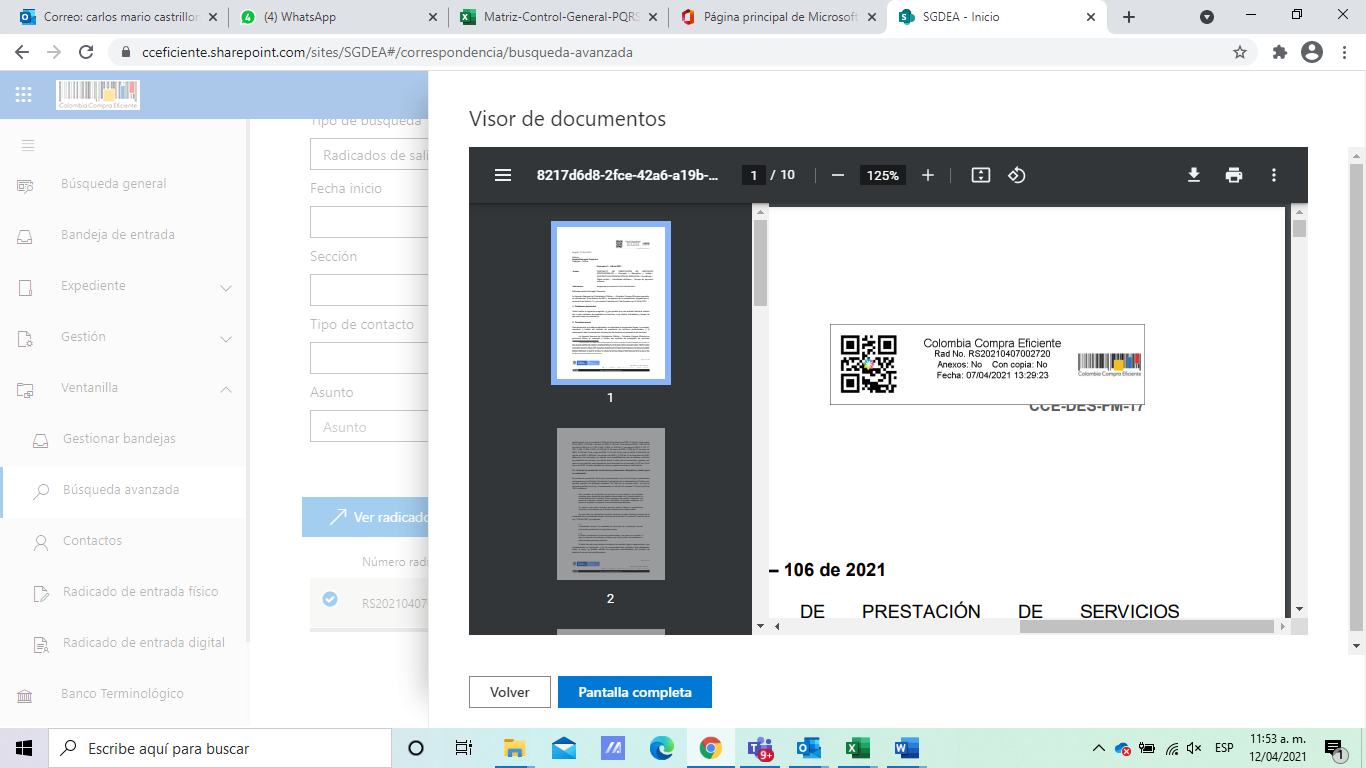 Correo: carlos mario castrillon
(4) WhatsApp
Matriz-Control-General-PQRS
Página principal de Microsoft
SGDEA - Inicio
cceficiente.sharepoint.com/sites/SGDEA#/correspondencia/busqueda-avanzada
Colombia Compra Eficiente
Búsqueda general
Bandeja de entrada
Expediente
Gestión
Ventanilla
Gestionar bandejas
Búsqueda avanzada
Contactos
Radicado de entrada físico
Radicado de entrada digital
Banco Terminológico
Tipo de búsqueda
Radicados de sali
Fecha inicio
Sección
Tipo de contacto
Asunto
Asunto
Ver radicado
Número radi
RS20210407
Visor de documentos
8217d6d8-2fce-42a6-a19b-...
1 / 10
125%
1
2
Colombia Compra Eficiente
Rad No. RS20210407002720
Anexos: No Con copia: No
Fecha: 07/04/2021 13:29:23
Colombia Compra Eficiente
CCE-DES-FM-17
– 106 de 2021
DE PRESTACIÓN DE SERVICIOS
Volver
Pantalla completa
Escribe aquí para buscar
9+
ESP
11:53 a. m.
12/04/2021
1